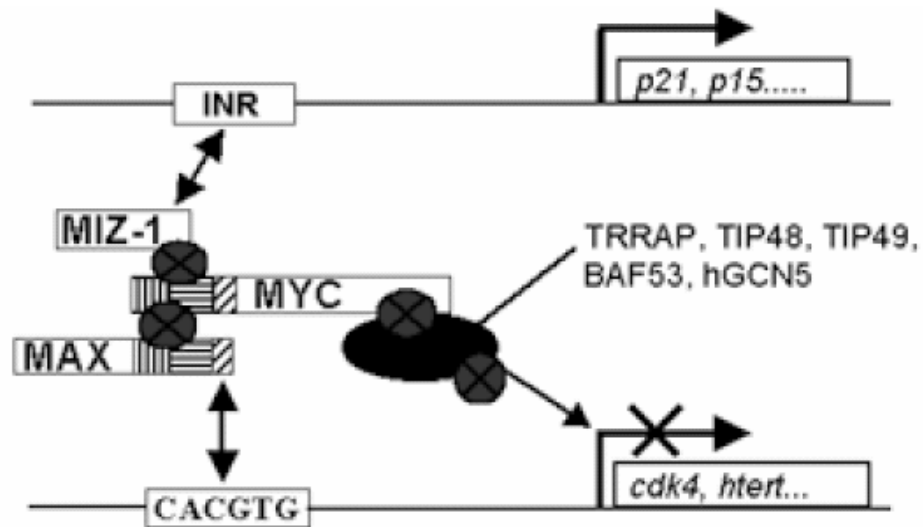 p21, p15.....
INR
MIZ-1
TRRAP, TIP48, TIP49,
BAF53, hGCN5
MYC
MAX
cdk4, htert...
CACGTG